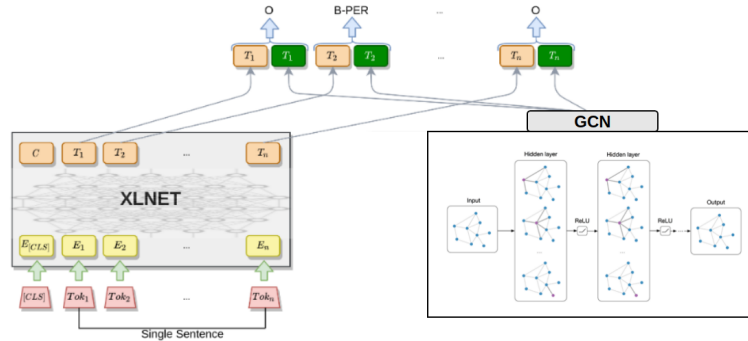 O B-PER ... O
T₁ T₁ T₂ T₂ ... Tₙ Tₙ
GCN
C T₁ T₂ ... Tₙ
XLNET
E[CLS] E₁ E₂ ... Eₙ
[CLS] Tok₁ Tok₂ ... Tokₙ
Single Sentence
Hidden layer Hidden layer
Input ReLU ReLU Output
...